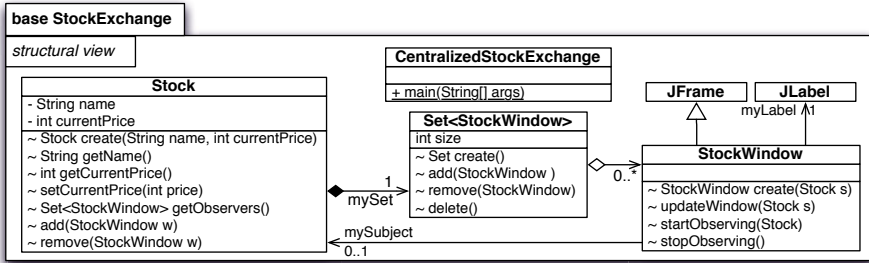 base StockExchange
structural view
Stock
- String name
- int currentPrice
~ Stock create(String name, int currentPrice)
~ String getName()
~ int getCurrentPrice()
~ setCurrentPrice(int price)
~ Set<StockWindow> getObservers()
~ add(StockWindow w)
~ remove(StockWindow w)
CentralizedStockExchange
+ main(String[] args)
1
mySet
Set<StockWindow>
int size
~ Set create()
~ add(StockWindow )
~ remove(StockWindow)
~ delete()
0..*
JFrame
JLabel
myLabel 1
StockWindow
~ StockWindow create(Stock s)
~ updateWindow(Stock s)
~ startObserving(Stock)
~ stopObserving()
mySubject
0..1